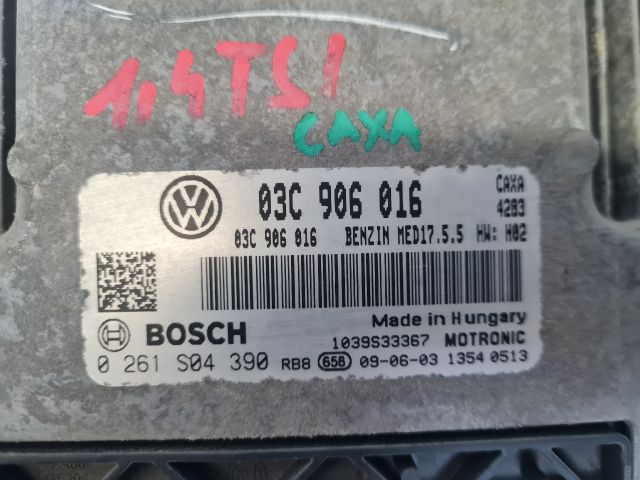 1,4TSI
CAXA
03C 906 016 CAXA
4283
03C 906 016 BENZIN MED17.5.5 HW: H02
Made in Hungary
BOSCH 1039S33367 MOTRONIC
0 261 S04 390 RB8 658 09-06-03 1354 0513